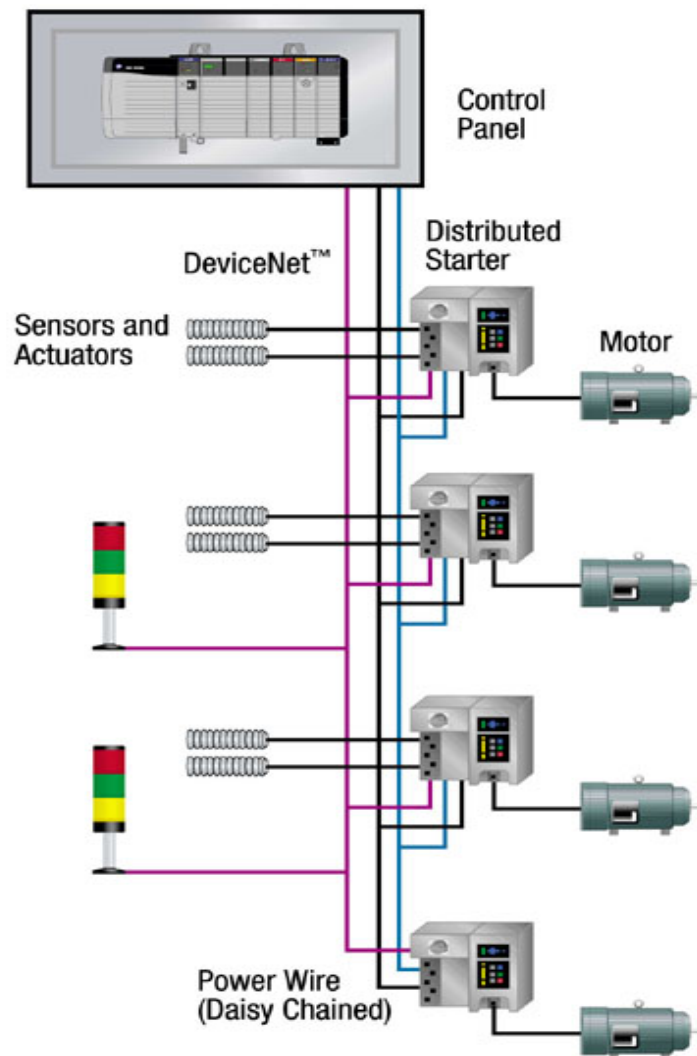 Control
Panel
DeviceNet™
Distributed
Starter
Sensors and
Actuators
Motor
Power Wire
(Daisy Chained)